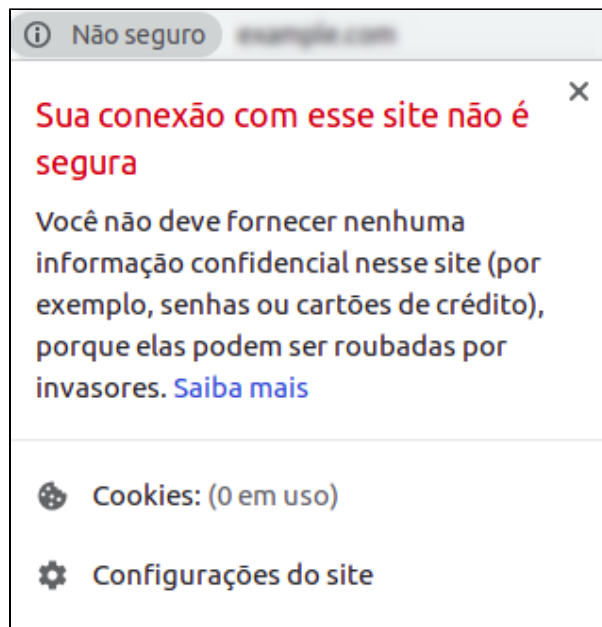 Não seguro example.com
Sua conexão com esse site não é
segura
Você não deve fornecer nenhuma
informação confidencial nesse site (por
exemplo, senhas ou cartões de crédito),
porque elas podem ser roubadas por
invasores. Saiba mais
Cookies: (0 em uso)
Configurações do site